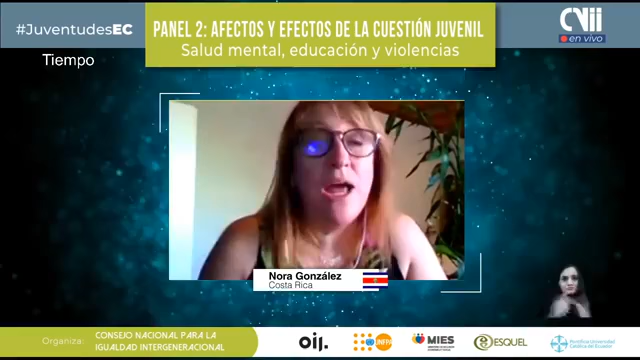 #JuventudesEC
PANEL 2: AFECTOS Y EFECTOS DE LA CUESTIÓN JUVENIL
Salud mental, educación y violencias
CNii
en vivo
Tiempo
Nora González
Costa Rica
Organiza:
CONSEJO NACIONAL PARA LA
IGUALDAD INTERGENERACIONAL
oij.
UNFPA
MIES
ESQUEL
Pontificia Universidad
Católica del Ecuador